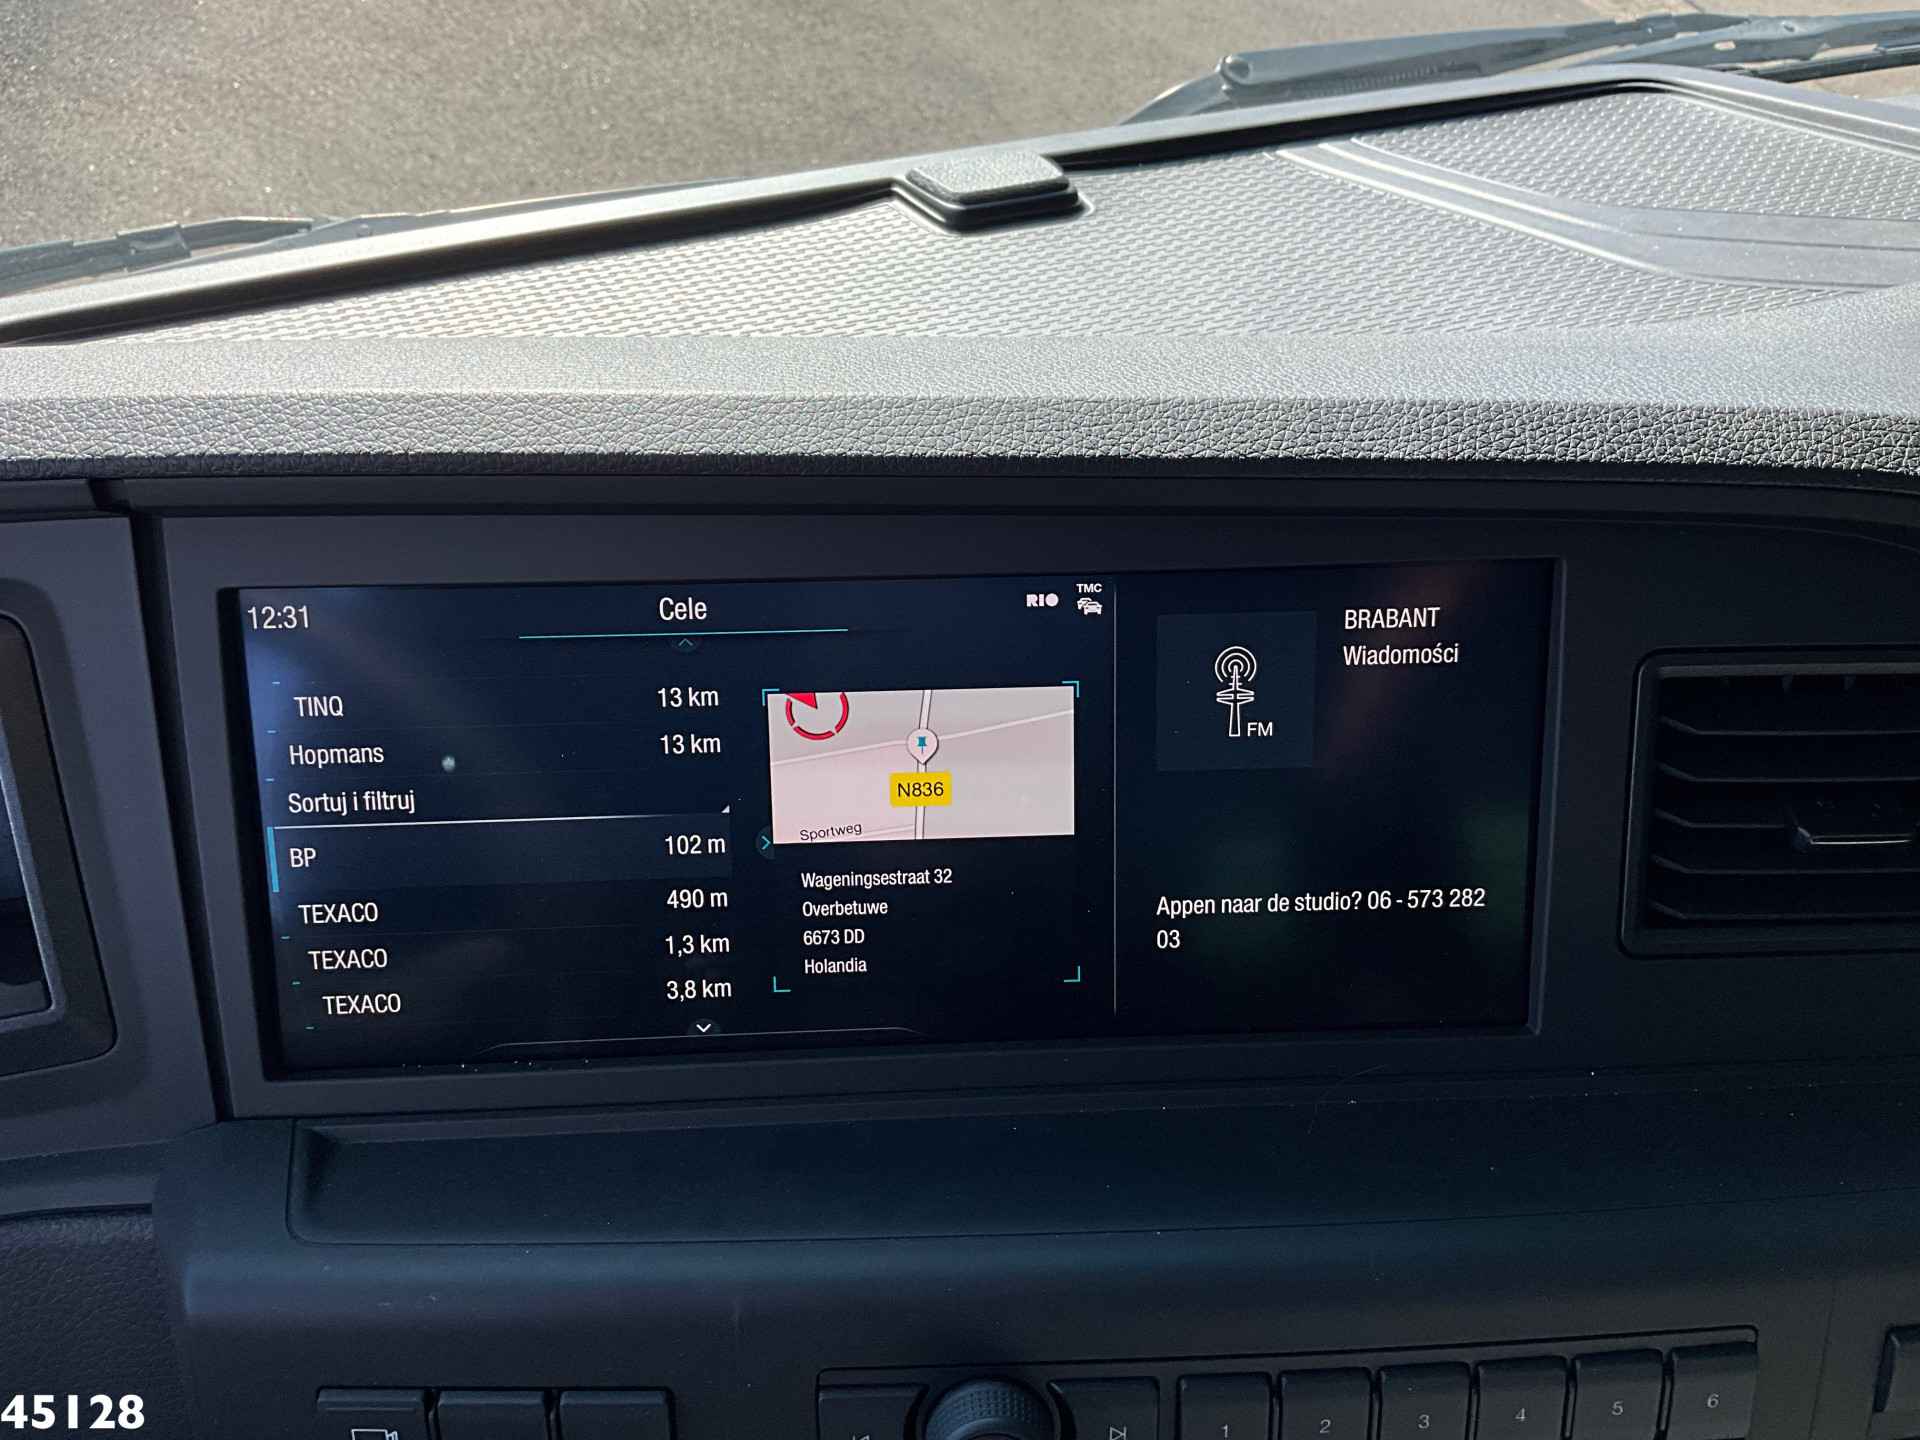 12:31
Cele
RIO
TMC
TINQ 13 km
Hopmans 13 km
Sortuj i filtruj
BP 102 m
TEXACO 490 m
TEXACO 1,3 km
TEXACO 3,8 km
N836
Sportweg
Wageningsestraat 32
Overbetuwe
6673 DD
Holandia
BRABANT
Wiadomości
FM
Appen naar de studio? 06 - 573 282
03
1 2 3 4 5 6
45128